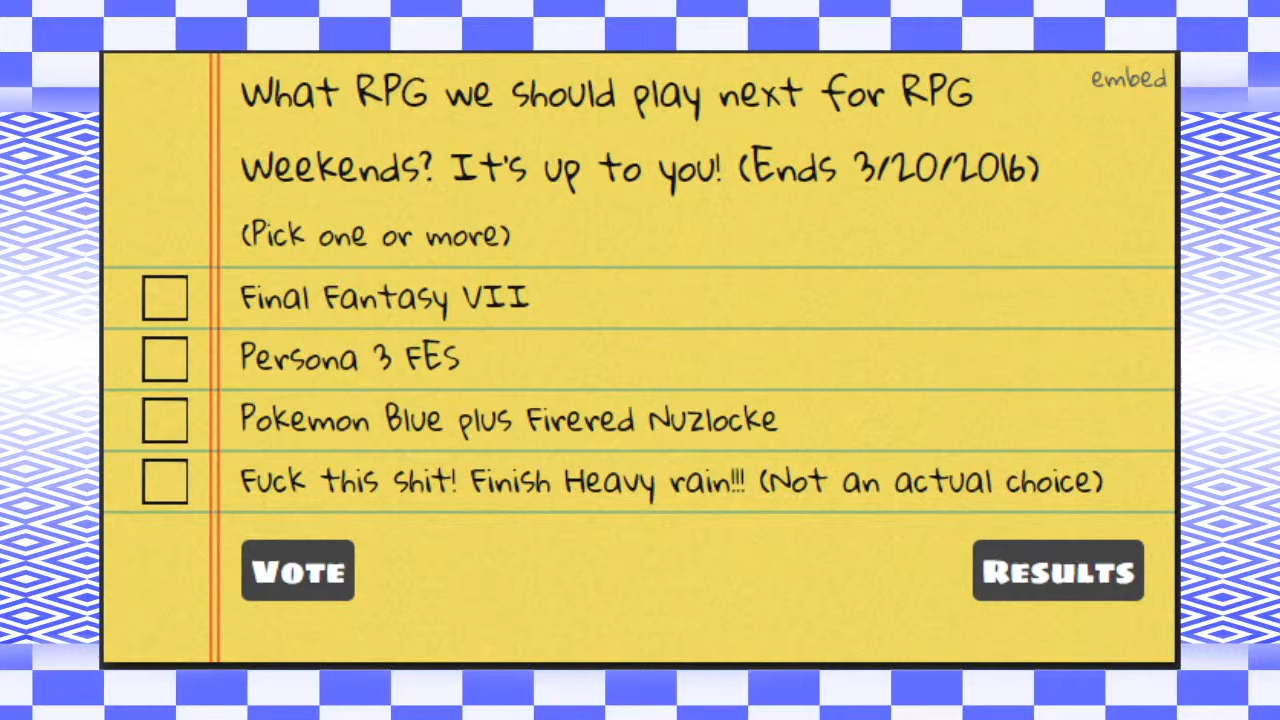 What RPG we should play next for RPG
embed
Weekends? It's up to you! (Ends 3/20/2016)
(Pick one or more)
Final Fantasy VII
Persona 3 FES
Pokemon Blue plus Firered Nuzlocke
Fuck this shit! Finish Heavy rain!!! (Not an actual choice)
Vote
Results